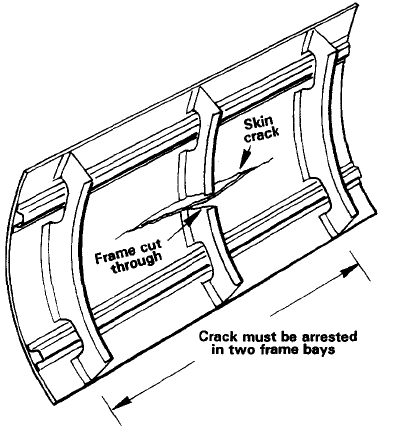 Skin
crack
Frame cut
through
Crack must be arrested
in two frame bays